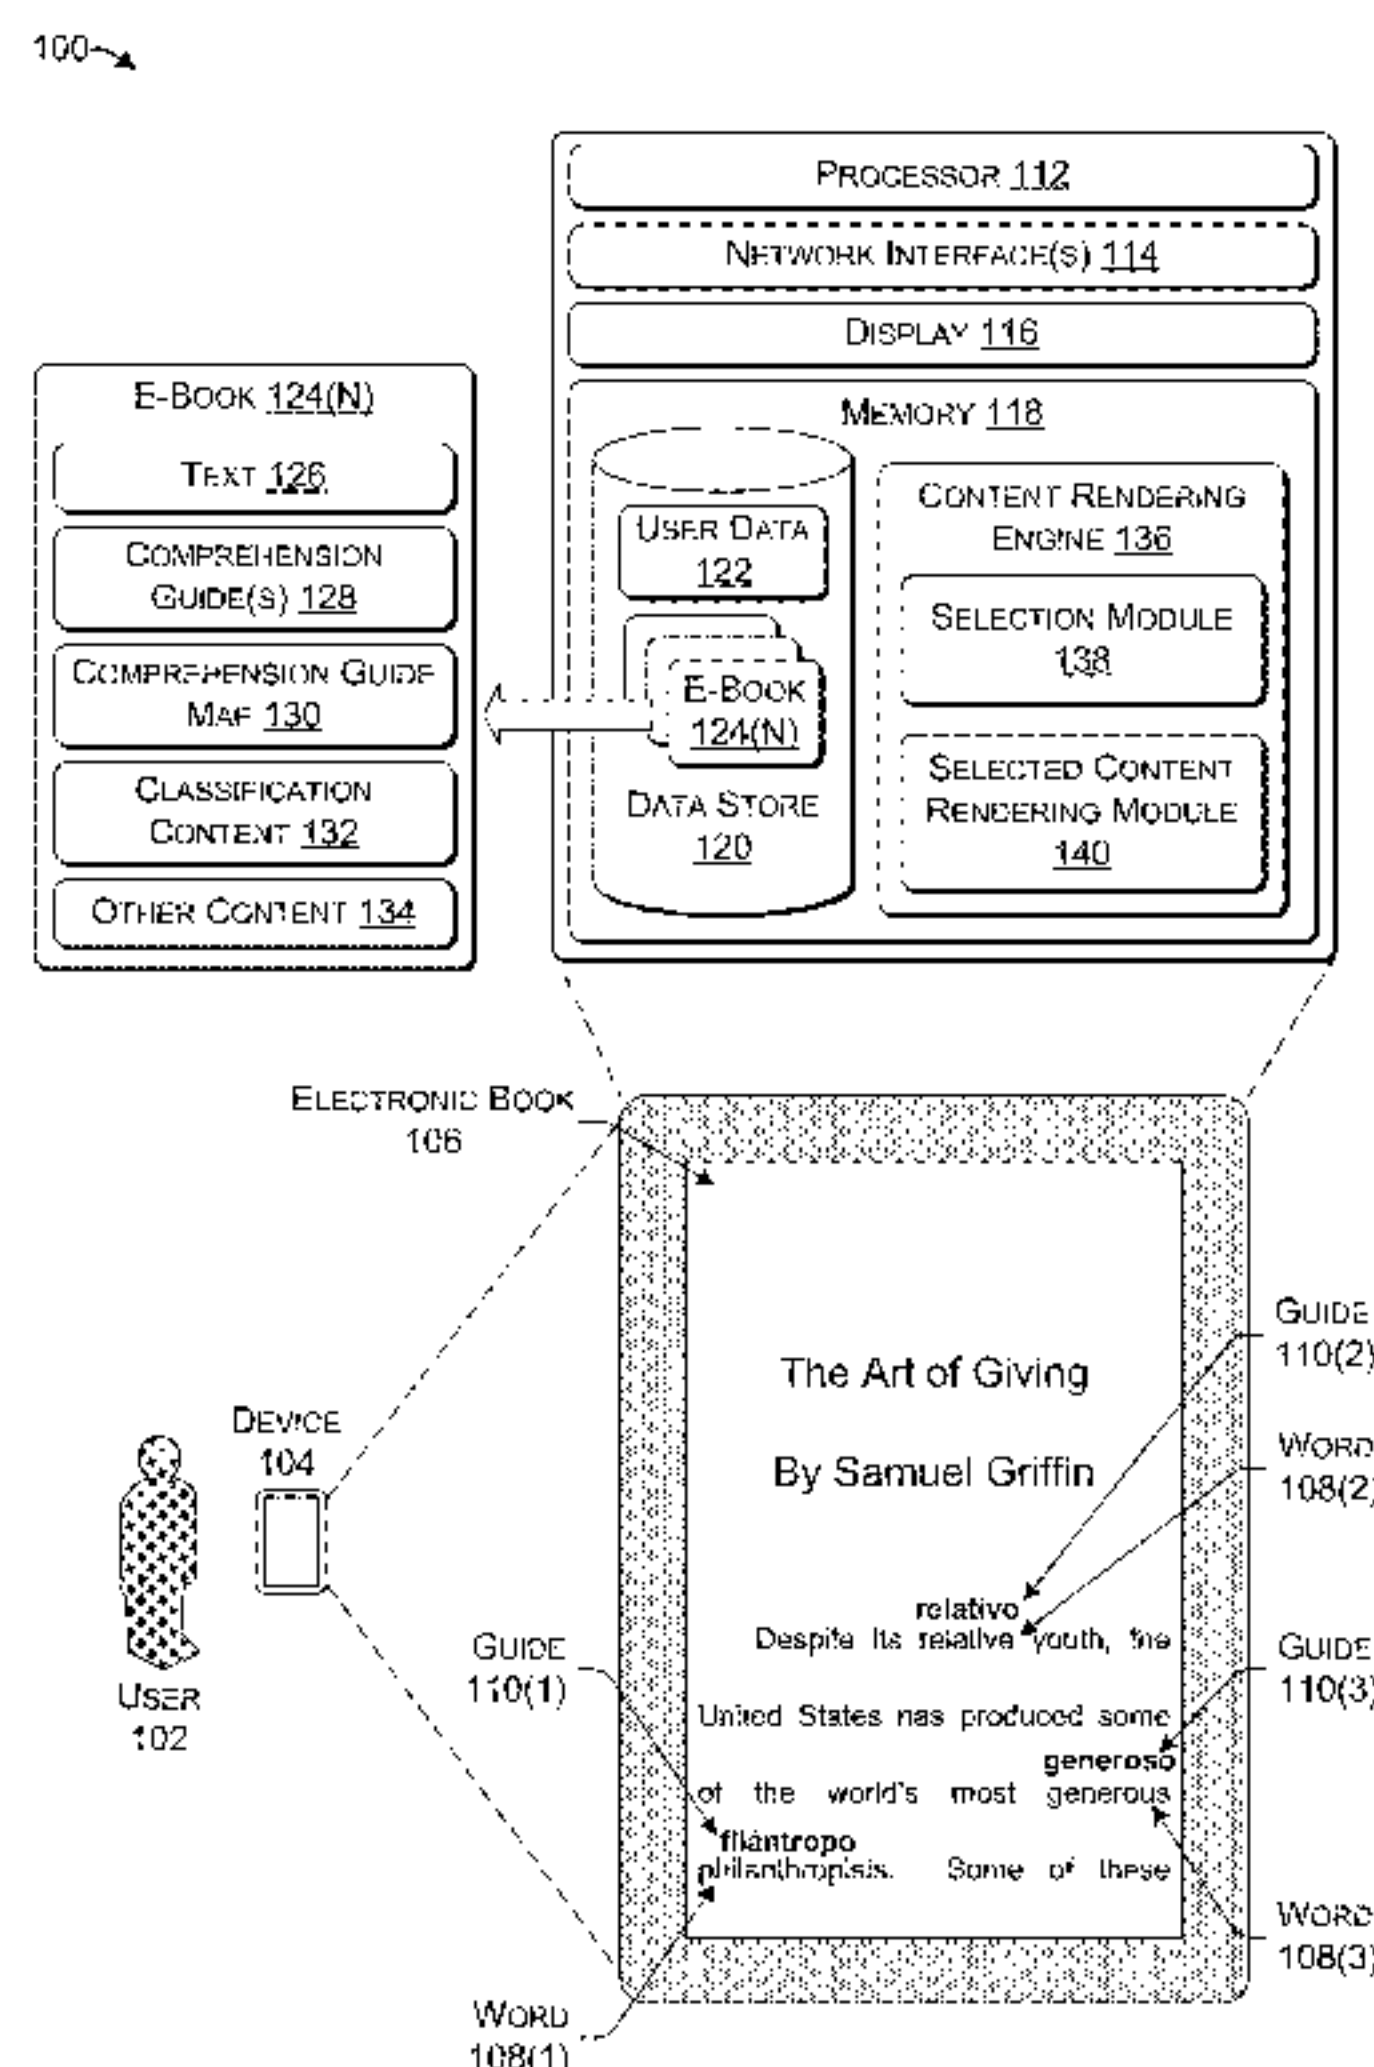 100
PROCESSOR 112
NETWORK INTERFACE(S) 114
DISPLAY 116
MEMORY 118
E-BOOK 124(N)
TEXT 126
COMPREHENSION
GUIDE(S) 128
COMPREHENSION GUIDE
MAP 130
CLASSIFICATION
CONTENT 132
OTHER CONTENT 134
USER DATA
122
E-BOOK
124(N)
DATA STORE
120
CONTENT RENDERING
ENGINE 136
SELECTION MODULE
138
SELECTED CONTENT
RENDERING MODULE
140
ELECTRONIC BOOK
106
DEVICE
104
USER
102
The Art of Giving
By Samuel Griffin
relativo
Despite its relative youth, the
United States has produced some
generoso
of the world's most generous
filántropo
philanthropists. Some of these
GUIDE
110(2)
WORD
108(2)
GUIDE
110(1)
GUIDE
110(3)
WORD
108(3)
WORD
108(1)